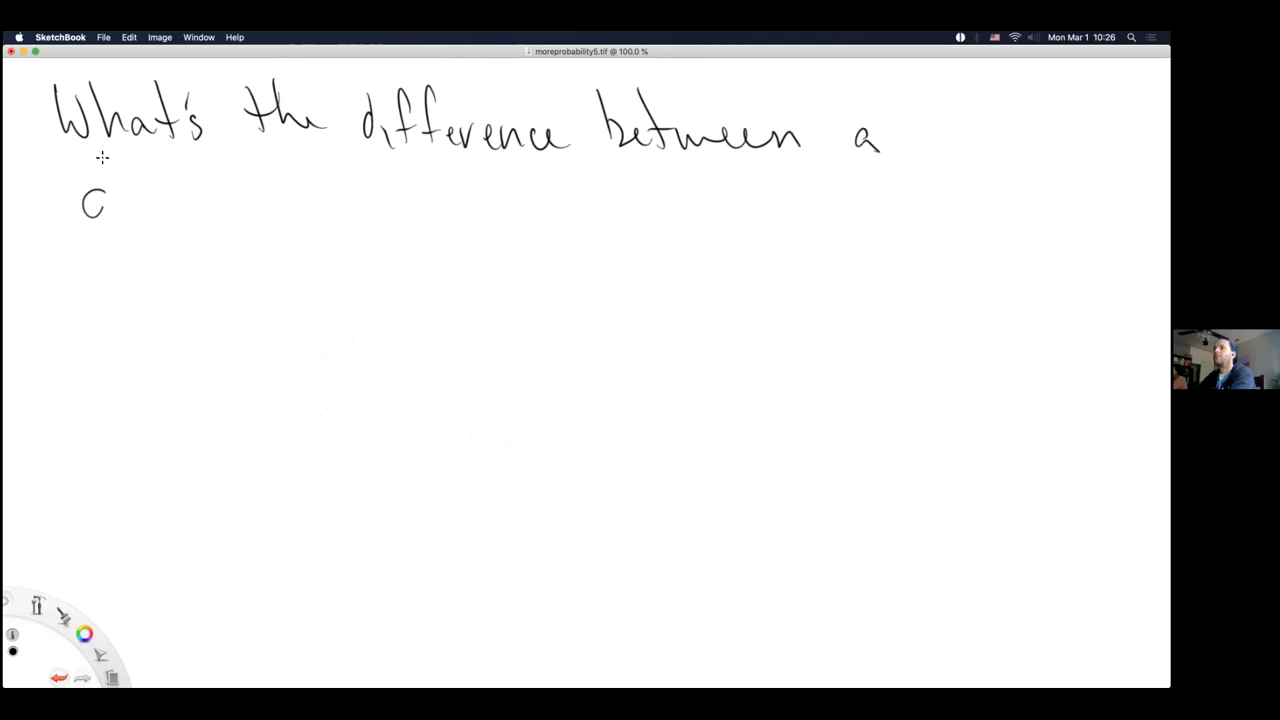 SketchBook File Edit Image Window Help Mon Mar 1 10:26
moreprobability5.tif @ 100.0 %
What's the difference between a
C